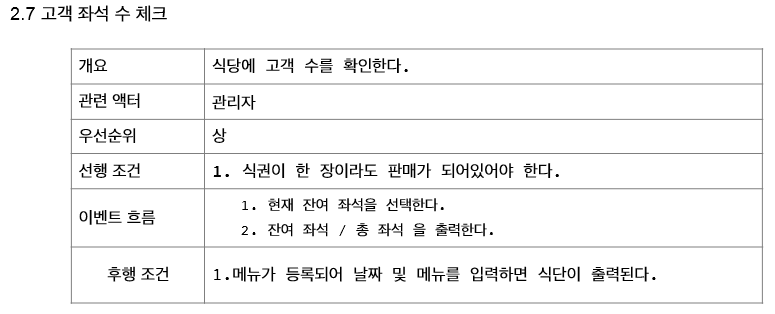 2.7 고객 좌석 수 체크
개요 식당에 고객 수를 확인한다.
관련 액터 관리자
우선순위 상
선행 조건 1. 식권이 한 장이라도 판매가 되어있어야 한다.
이벤트 흐름
1. 현재 잔여 좌석을 선택한다.
2. 잔여 좌석 / 총 좌석 을 출력한다.
후행 조건 1.메뉴가 등록되어 날짜 및 메뉴를 입력하면 식단이 출력된다.